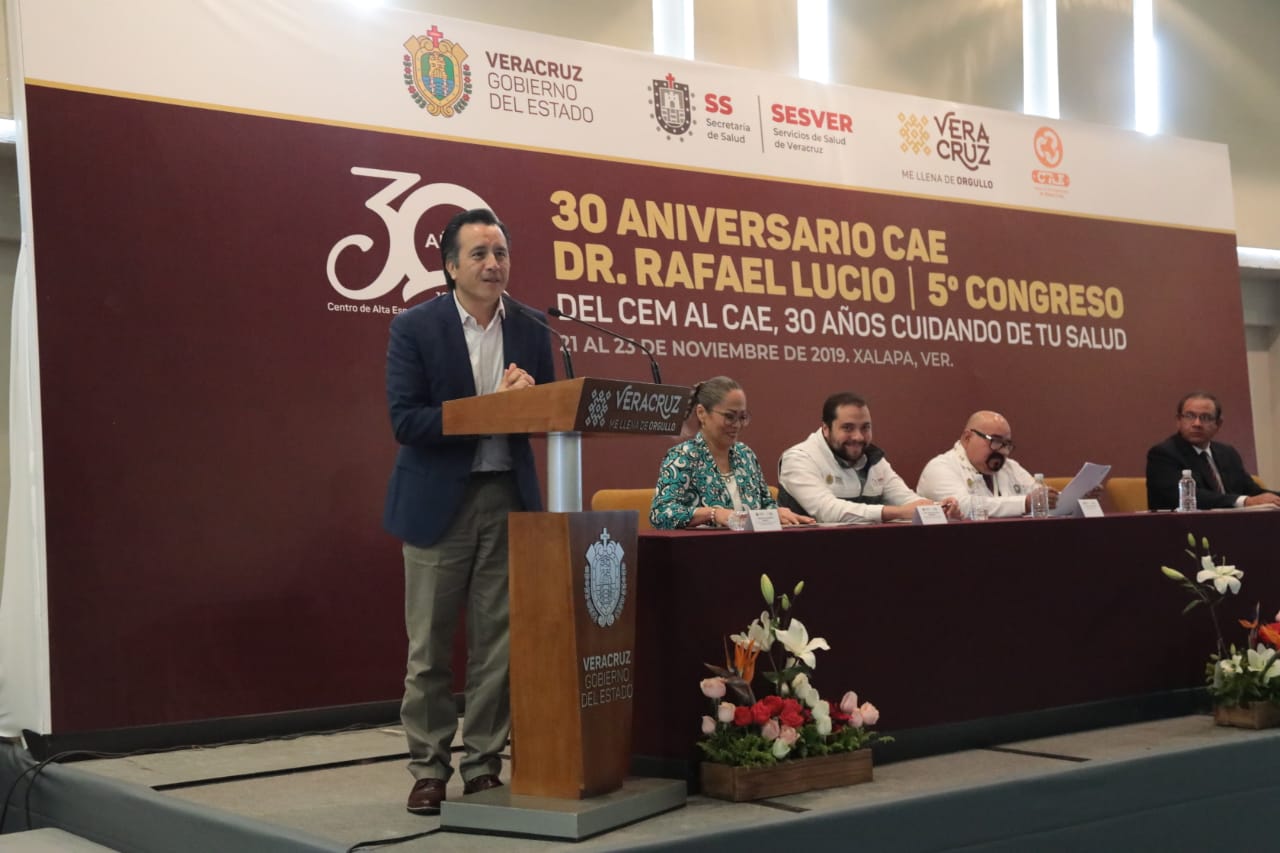 VERACRUZ
GOBIERNO
DEL ESTADO
SS
Secretaría
de Salud
SESVER
Servicios de Salud
de Veracruz
VERA
CRUZ
ME LLENA DE ORGULLO
30
Centro de Alta
30 ANIVERSARIO CAE
DR. RAFAEL LUCIO | 5º CONGRESO
DEL CEM AL CAE, 30 AÑOS CUIDANDO DE TU SALUD
21 AL 23 DE NOVIEMBRE DE 2019. XALAPA, VER.
VERACRUZ
ME LLENA DE ORGULLO
VERACRUZ
GOBIERNO
DEL ESTADO